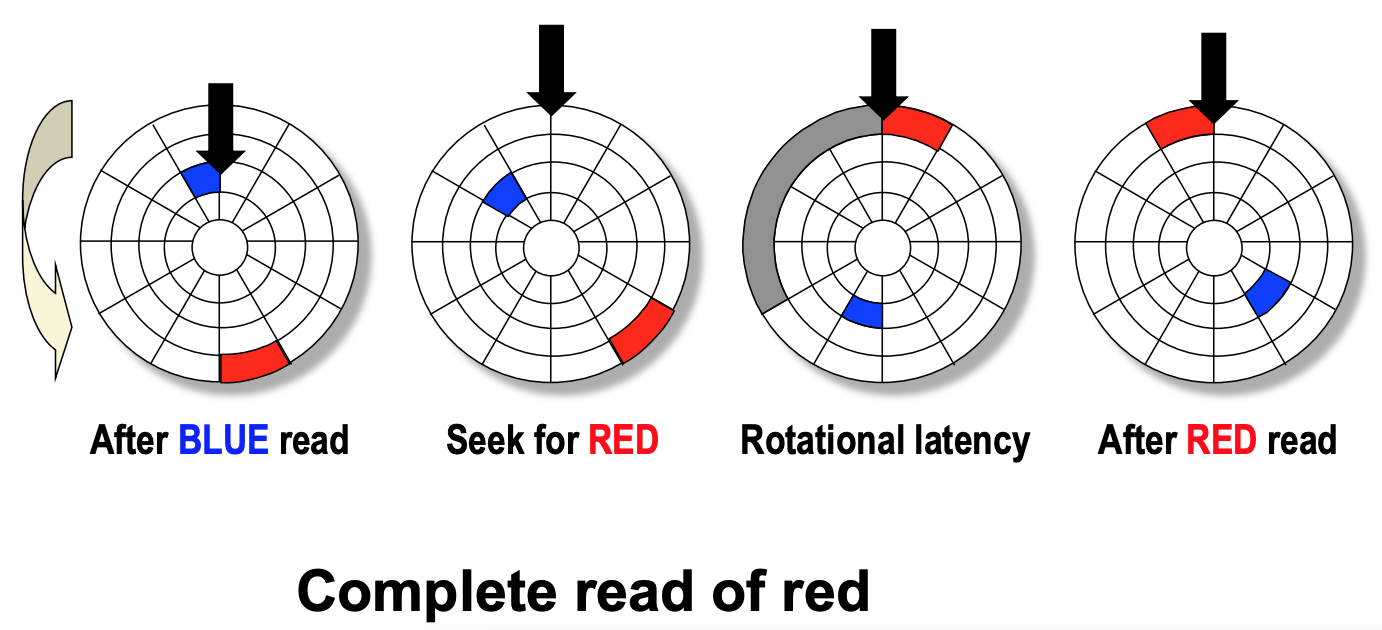 After BLUE read
Seek for RED
Rotational latency
After RED read
Complete read of red